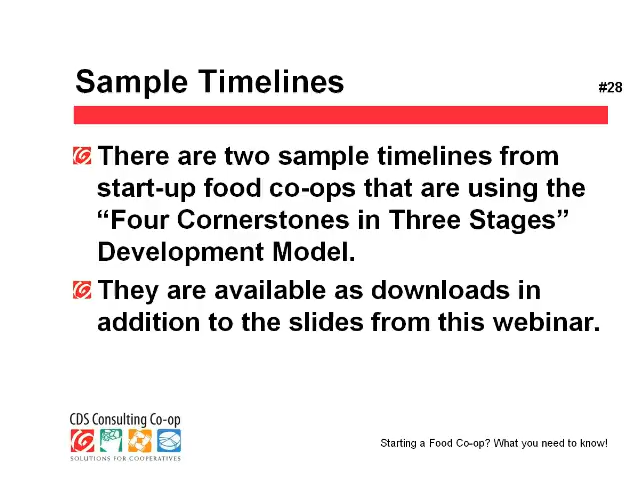 Sample Timelines
#28
There are two sample timelines from
start-up food co-ops that are using the
“Four Cornerstones in Three Stages”
Development Model.
They are available as downloads in
addition to the slides from this webinar.
CDS Consulting Co-op
SOLUTIONS FOR COOPERATIVES
Starting a Food Co-op? What you need to know!